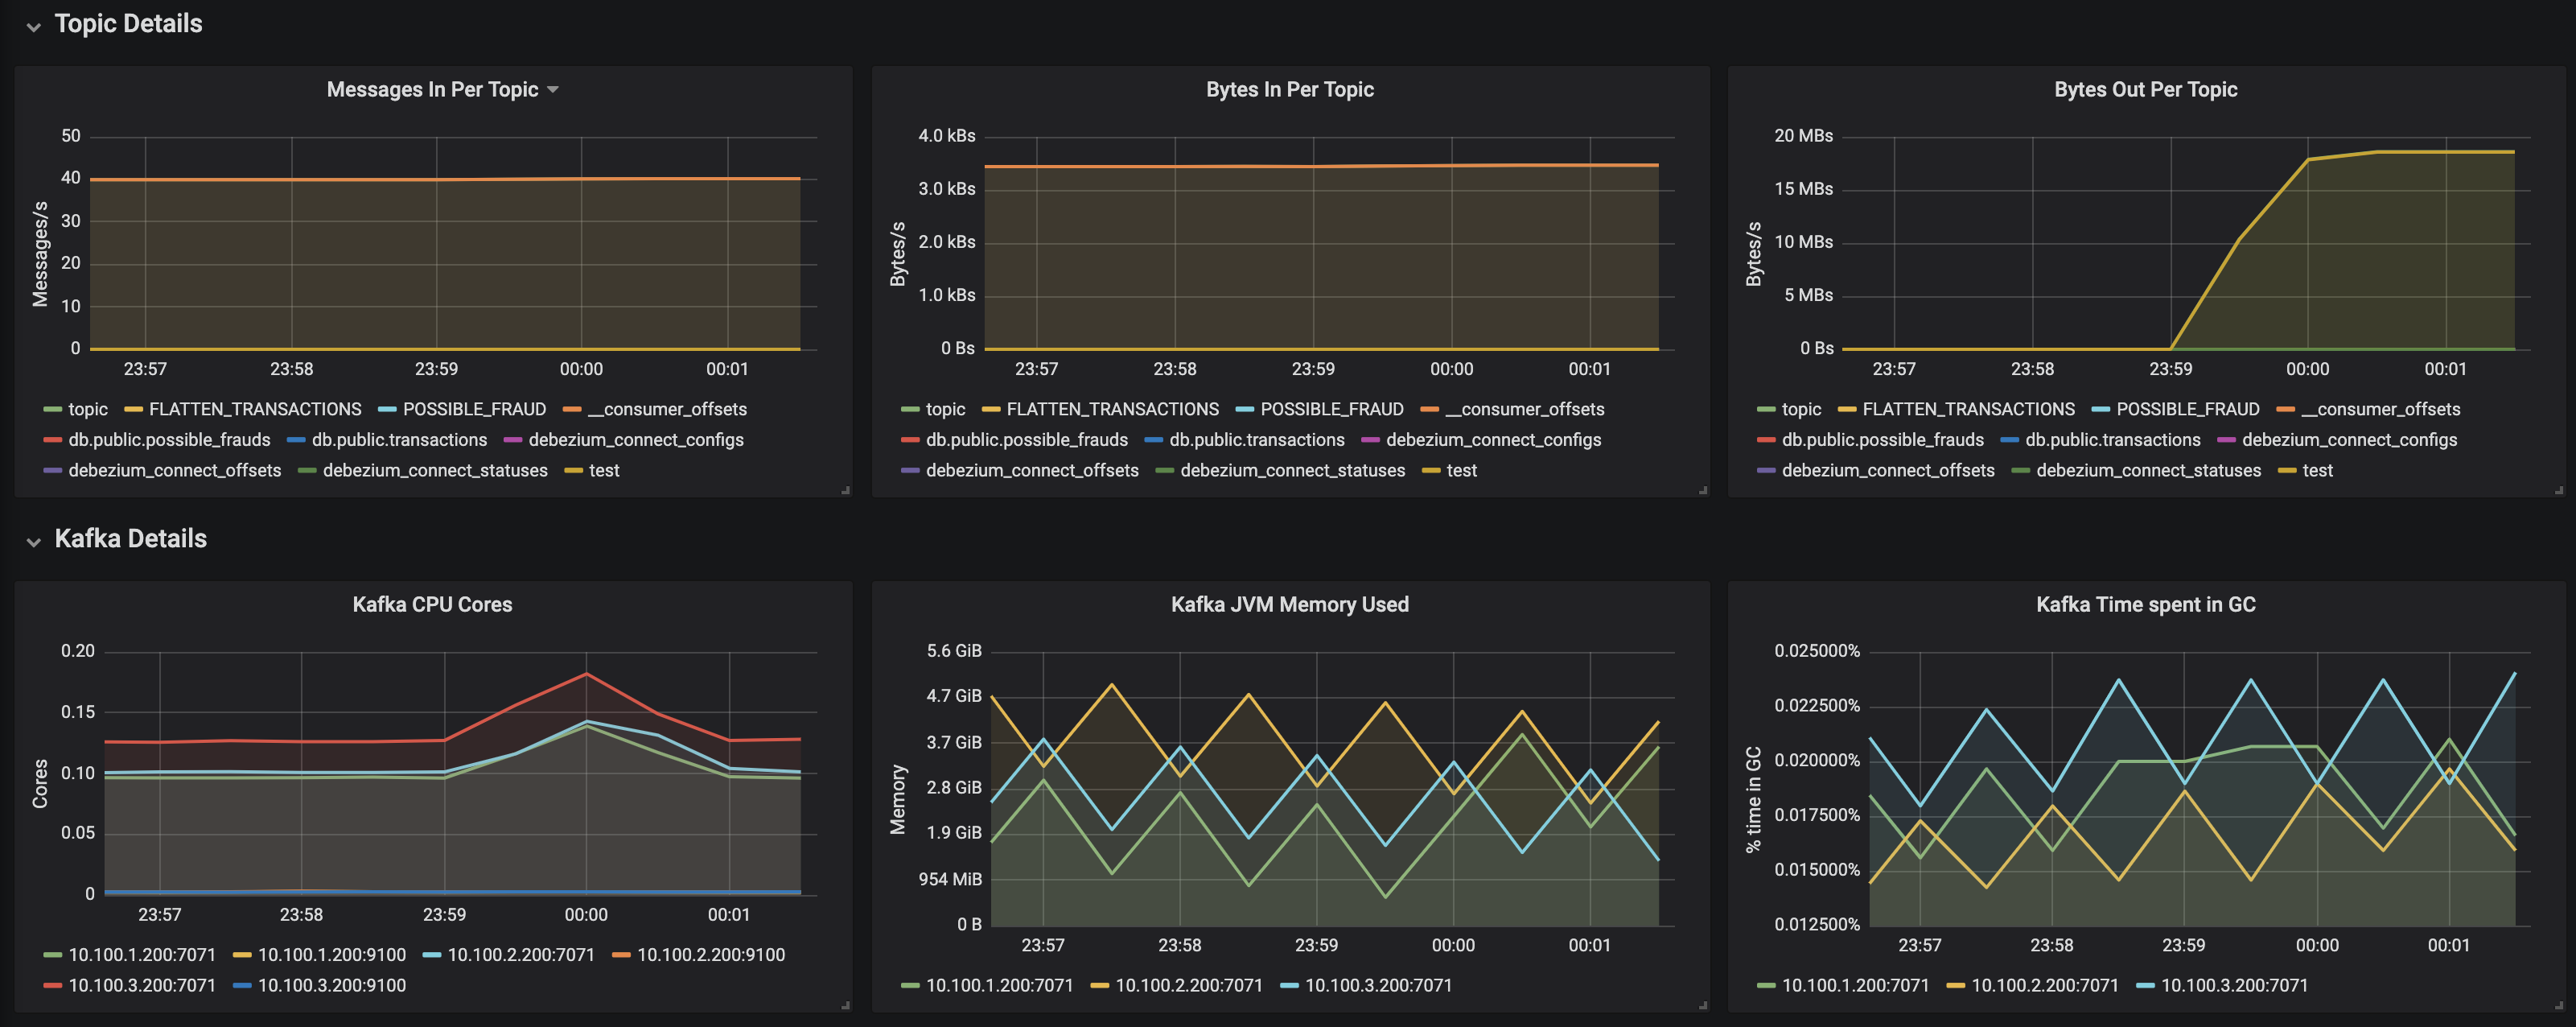 Topic Details
Messages In Per Topic
Messages/s
50
40
30
20
10
0
23:57 23:58 23:59 00:00 00:01
topic FLATTEN_TRANSACTIONS POSSIBLE_FRAUD __consumer_offsets
db.public.possible_frauds db.public.transactions debezium_connect_configs
debezium_connect_offsets debezium_connect_statuses test
Bytes In Per Topic
Bytes/s
4.0 kBs
3.0 kBs
2.0 kBs
1.0 kBs
0 Bs
23:57 23:58 23:59 00:00 00:01
topic FLATTEN_TRANSACTIONS POSSIBLE_FRAUD __consumer_offsets
db.public.possible_frauds db.public.transactions debezium_connect_configs
debezium_connect_offsets debezium_connect_statuses test
Bytes Out Per Topic
Bytes/s
20 MBs
15 MBs
10 MBs
5 MBs
0 Bs
23:57 23:58 23:59 00:00 00:01
topic FLATTEN_TRANSACTIONS POSSIBLE_FRAUD __consumer_offsets
db.public.possible_frauds db.public.transactions debezium_connect_configs
debezium_connect_offsets debezium_connect_statuses test
Kafka Details
Kafka CPU Cores
Cores
0.20
0.15
0.10
0.05
0
23:57 23:58 23:59 00:00 00:01
10.100.1.200:7071 10.100.1.200:9100 10.100.2.200:7071 10.100.2.200:9100
10.100.3.200:7071 10.100.3.200:9100
Kafka JVM Memory Used
Memory
5.6 GiB
4.7 GiB
3.7 GiB
2.8 GiB
1.9 GiB
954 MiB
0 B
23:57 23:58 23:59 00:00 00:01
10.100.1.200:7071 10.100.2.200:7071 10.100.3.200:7071
Kafka Time spent in GC
% time in GC
0.025000%
0.022500%
0.020000%
0.017500%
0.015000%
0.012500%
23:57 23:58 23:59 00:00 00:01
10.100.1.200:7071 10.100.2.200:7071 10.100.3.200:7071